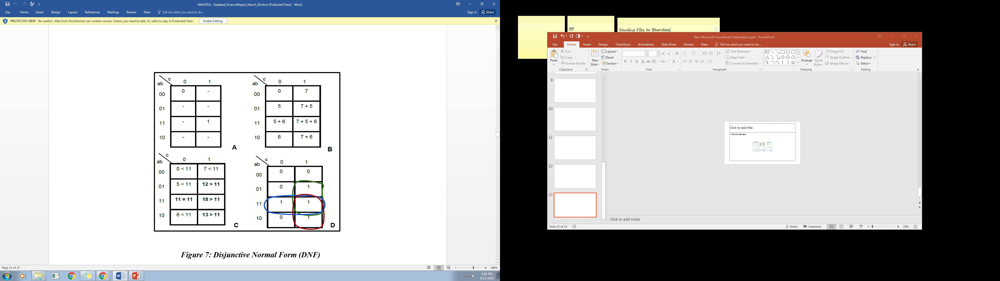 NASHITA - Updated_ScienceReport_March_18.docx (Protected View) - Word
File Home Insert Design Layout References Mailings Review View Tell me what you want to do... Sign in Share
PROTECTED VIEW Be careful—files from the Internet can contain viruses. Unless you need to edit, it's safer to stay in Protected View. Enable Editing
c 0 1
ab
00 0 -
01 - -
11 - 1
10 - -
A
c 0 1
ab
00 0 7
01 5 7 + 5
11 5 + 6 7 + 5 + 6
10 6 7 + 6
B
c 0 1
ab
00 0 < 11 7 < 11
01 5 < 11 12 > 11
11 11 = 11 18 > 11
10 6 < 11 13 > 11
C
c 0 1
ab
00 0 0
01 0 1
11 1 1
10 0 1
D
Figure 7: Disjunctive Normal Form (DNF)
Page 13 of 27
188%
4:48 PM
9/12/2016
gg
Sending Files to Bhardwaj
New Microsoft PowerPoint Presentation.pptx - PowerPoint
File Home Insert Design Transitions Animations Slide Show Review View Tell me what you want to do... Sign in Share
Paste
Cut
Copy
Format Painter
Clipboard
New
Slide
Layout
Reset
Section
Slides
B I U S abc AV Aa A
Font
Text Direction
Align Text
Convert to SmartArt
Paragraph
Arrange
Quick
Styles
Shape Fill
Shape Outline
Shape Effects
Drawing
Find
Replace
Select
Editing
9
10
11
12
13
Click to add title
• Click to add text
Click to add notes
Slide 13 of 13
Notes Comments 23%